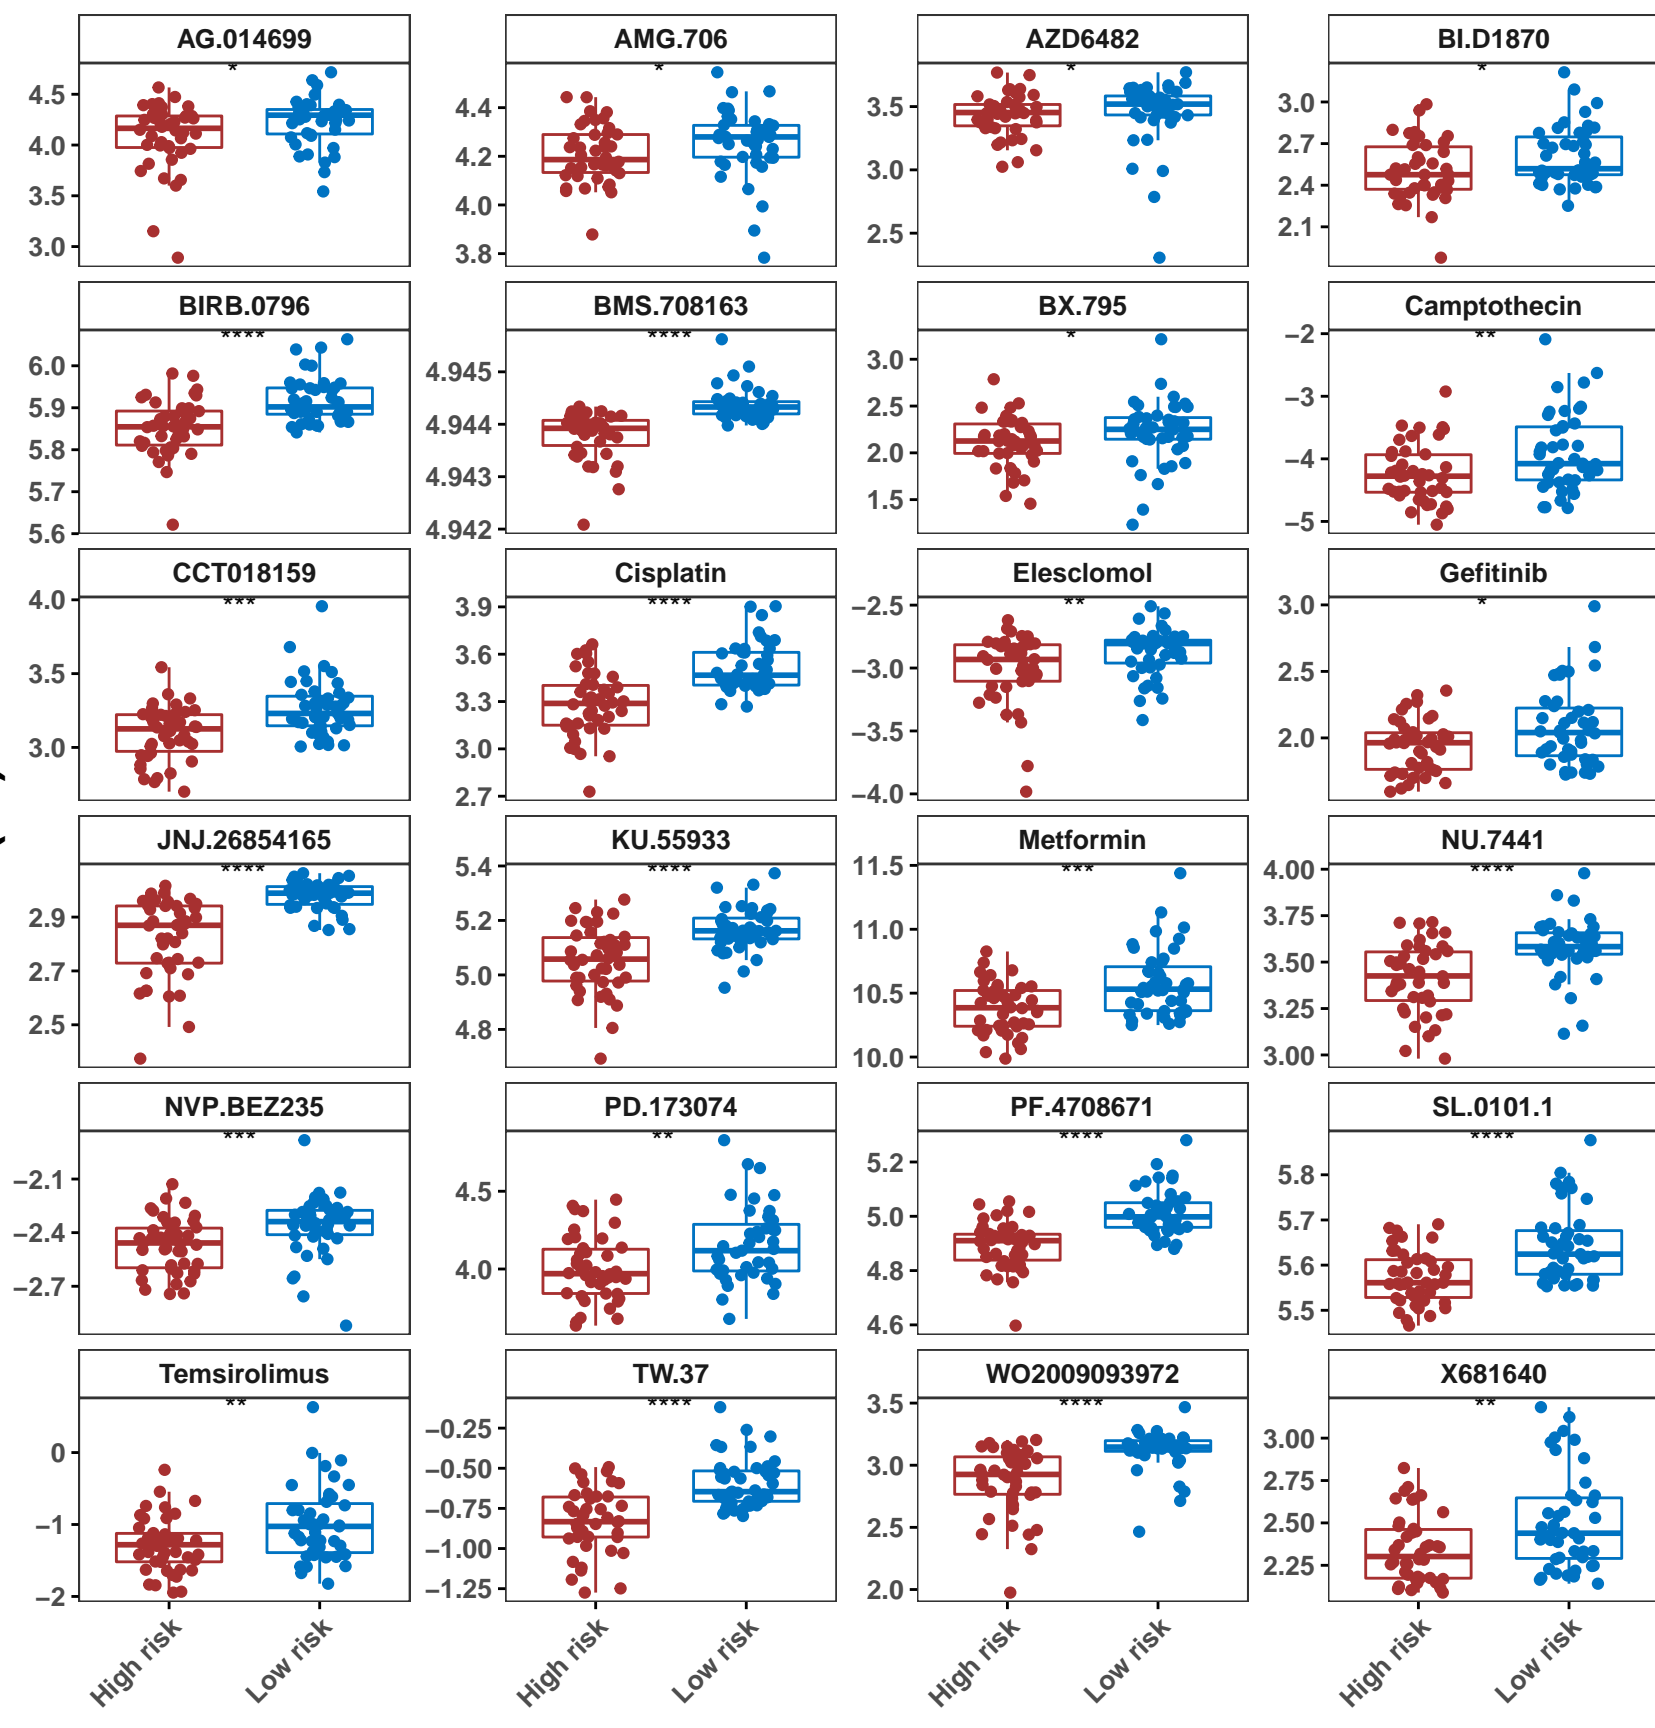 AG.014699 AMG.706 AZD6482 BI.D1870
* * * *
4.5 4.0 3.5 3.0
4.4 4.2 4.0 3.8
3.5 3.0 2.5
3.0 2.7 2.4 2.1
BIRB.0796 BMS.708163 BX.795 Camptothecin
**** **** * **
6.0 5.9 5.8 5.7 5.6
4.945 4.944 4.943 4.942
3.0 2.5 2.0 1.5
−2 −3 −4 −5
CCT018159 Cisplatin Elesclomol Gefitinib
*** **** ** *
4.0 3.5 3.0
3.9 3.6 3.3 3.0 2.7
−2.5 −3.0 −3.5 −4.0
3.0 2.5 2.0
JNJ.26854165 KU.55933 Metformin NU.7441
**** **** *** ****
2.9 2.7 2.5
5.4 5.2 5.0 4.8
11.5 11.0 10.5 10.0
4.00 3.75 3.50 3.25 3.00
NVP.BEZ235 PD.173074 PF.4708671 SL.0101.1
*** ** **** ****
−2.1 −2.4 −2.7
4.5 4.0
5.2 5.0 4.8 4.6
5.8 5.7 5.6 5.5
Temsirolimus TW.37 WO2009093972 X681640
** **** **** **
0 −1 −2
−0.25 −0.50 −0.75 −1.00 −1.25
3.5 3.0 2.5 2.0
3.00 2.75 2.50 2.25
High risk Low risk High risk Low risk High risk Low risk High risk Low risk